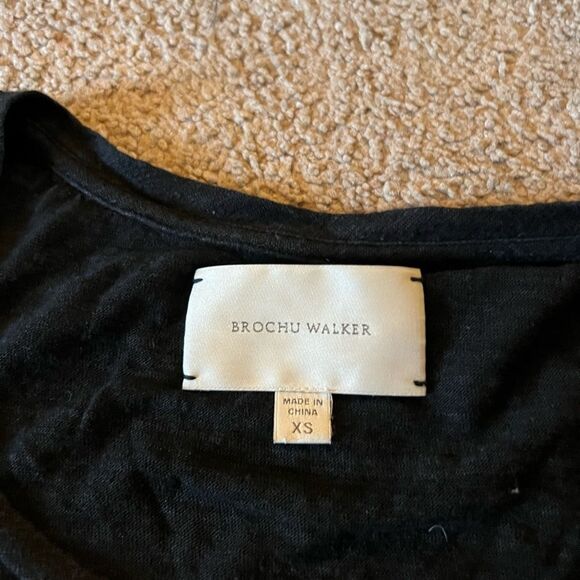 BROCHU WALKER
MADE IN
CHINA
XS